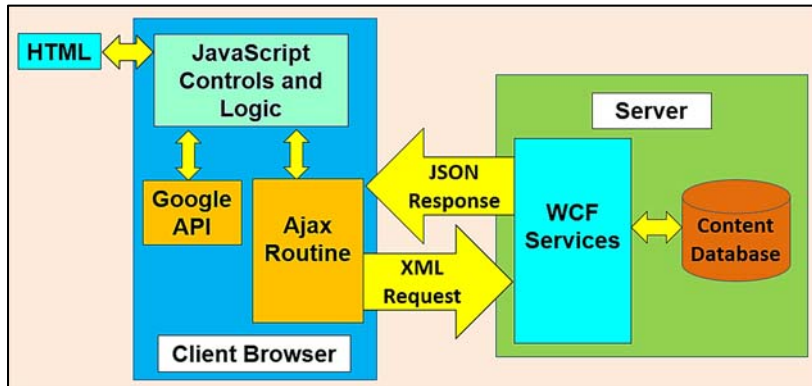 HTML
JavaScript
Controls and
Logic
Google
API
Ajax
Routine
Client Browser
JSON
Response
XML
Request
Server
WCF
Services
Content
Database